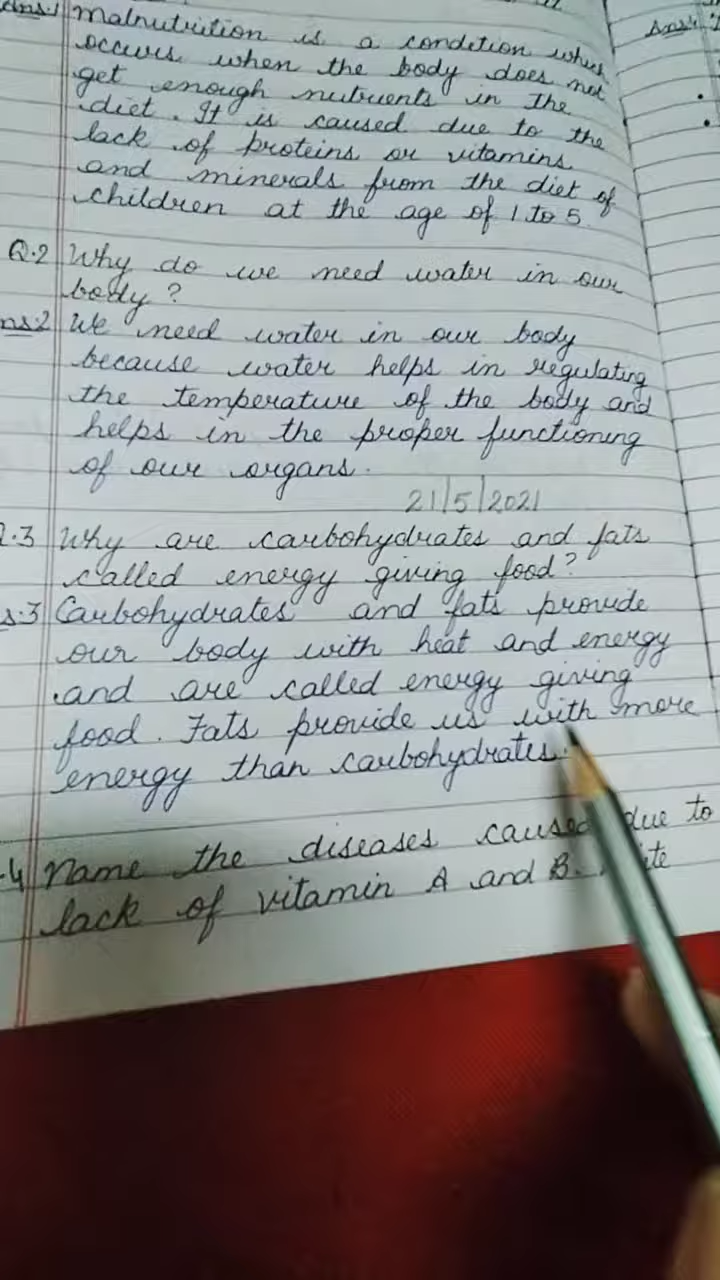 Ans.1 Malnutrition is a condition which
occurs when the body does not
get enough nutrients in the
diet. It is caused due to the
lack of proteins or vitamins
and minerals from the diet of
children at the age of 1 to 5.
Q.2 Why do we need water in our
body?
ns.2 We need water in our body
because water helps in regulating
the temperature of the body and
helps in the proper functioning
of our organs.
21/5/2021
.3 Why are carbohydrates and fats
called energy giving food?
s.3 Carbohydrates and fats provide
our body with heat and energy
and are called energy giving
food. Fats provide us with more
energy than carbohydrates.
.4 Name the diseases caused due to
lack of vitamin A and B.
Ans